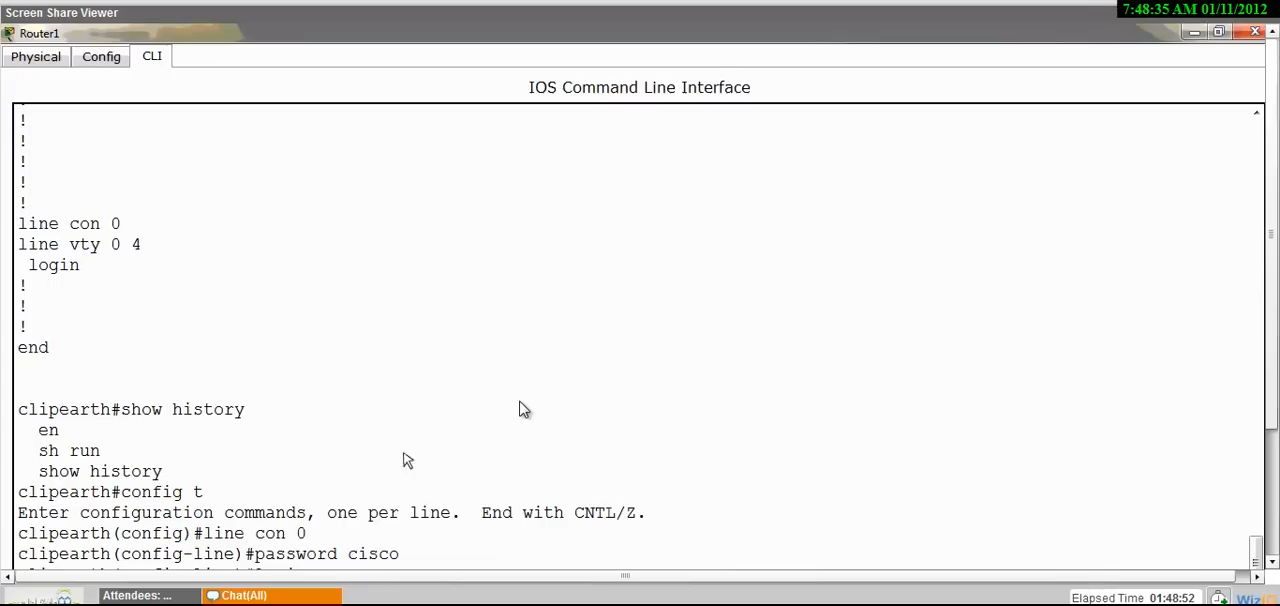 7:48:35 AM 01/11/2012
Screen Share Viewer
Router1
Physical Config CLI
IOS Command Line Interface
!
!
!
!
!
line con 0
line vty 0 4
login
!
!
!
end
clipearth#show history
en
sh run
show history
clipearth#config t
Enter configuration commands, one per line. End with CNTL/Z.
clipearth(config)#line con 0
clipearth(config-line)#password cisco
Attendees: ...
Chat(All)
Elapsed Time 01:48:52
WizIQ